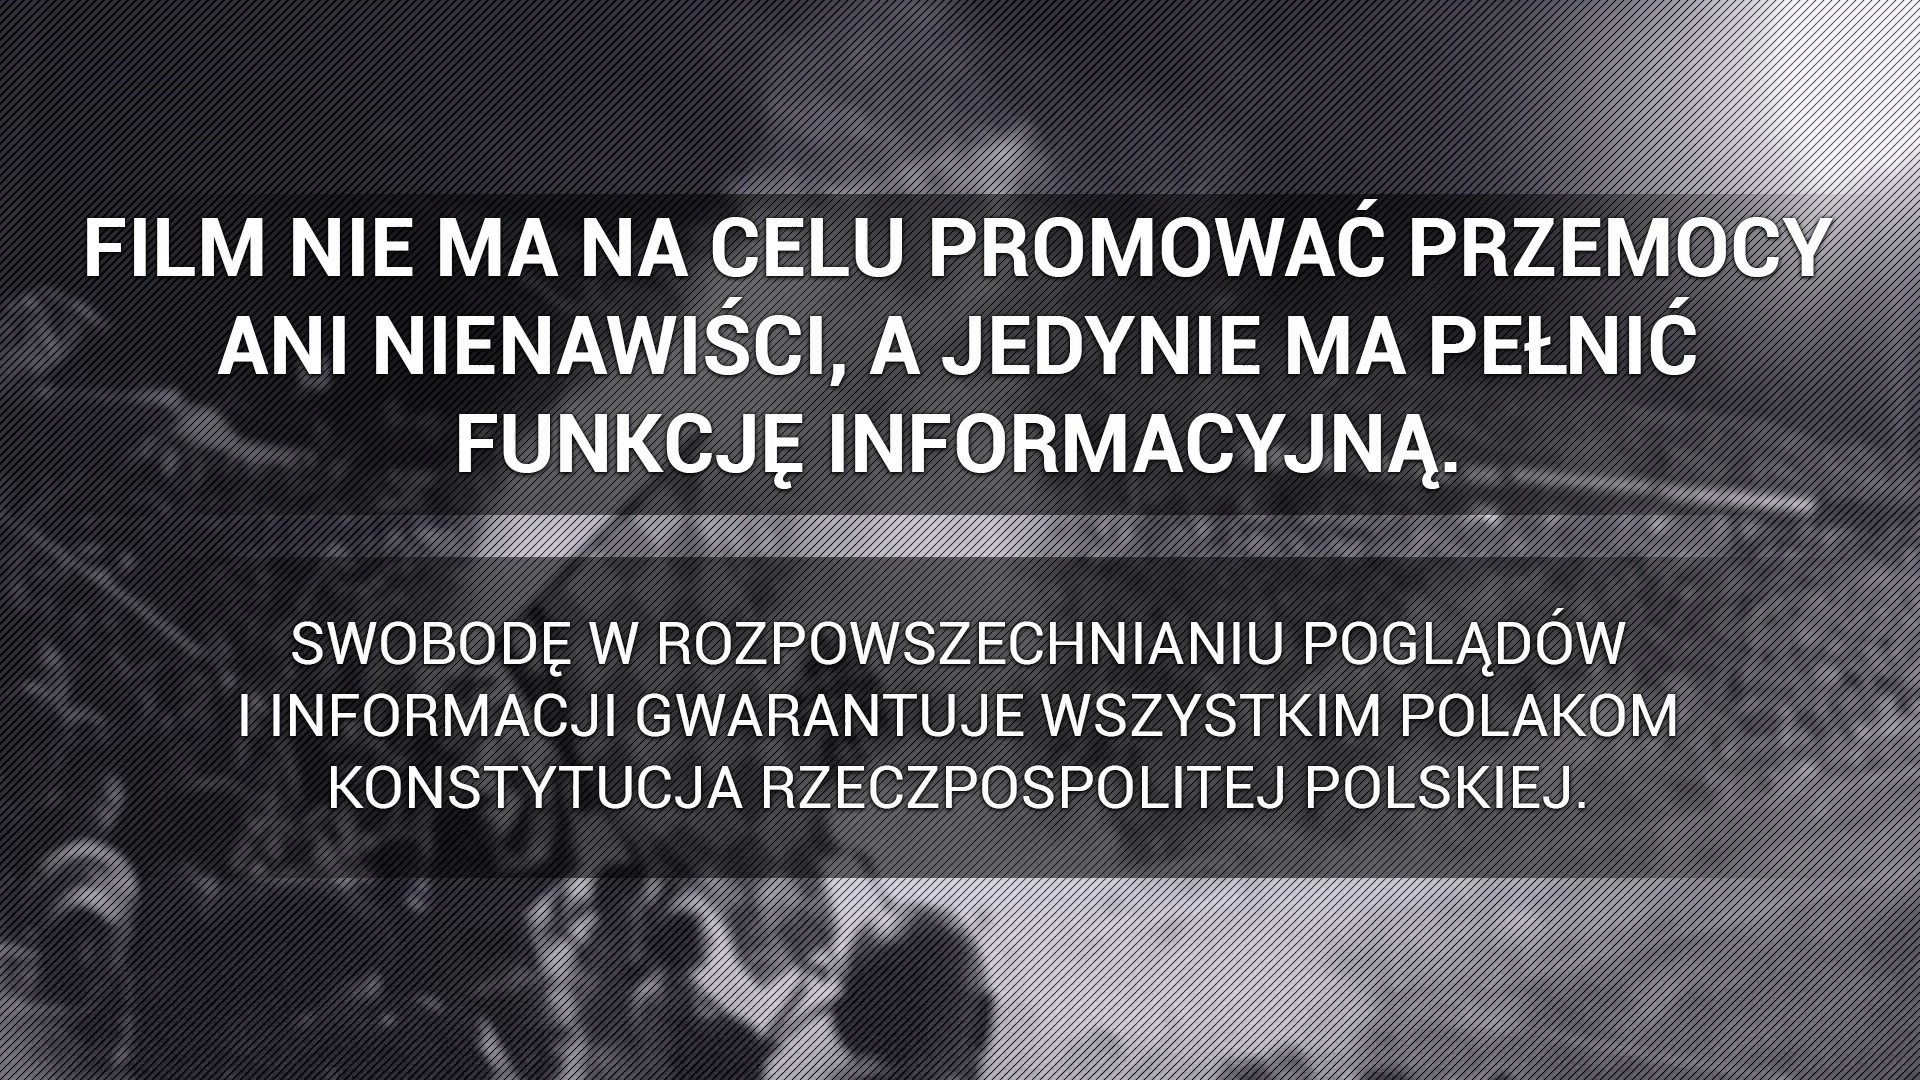 FILM NIE MA NA CELU PROMOWAĆ PRZEMOCY
ANI NIENAWIŚCI, A JEDYNIE MA PEŁNIĆ
FUNKCJĘ INFORMACYJNĄ.
SWOBODĘ W ROZPOWSZECHNIANIU POGLĄDÓW
I INFORMACJI GWARANTUJE WSZYSTKIM POLAKOM
KONSTYTUCJA RZECZPOSPOLITEJ POLSKIEJ.